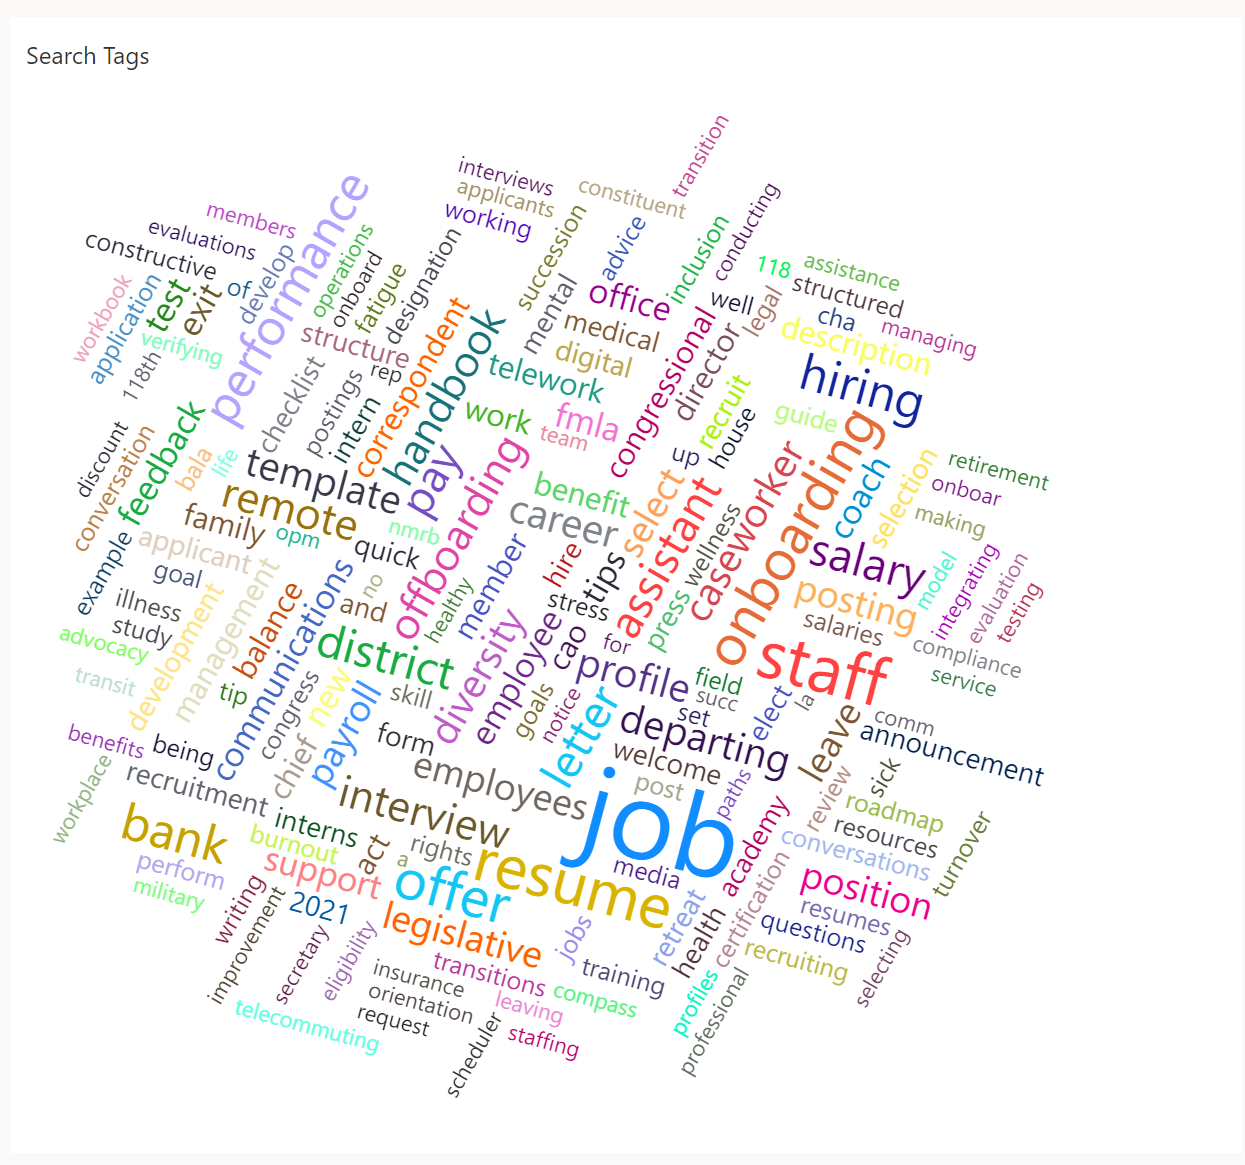 Search Tags
transition
interviews
applicants
constituent
working
members
evaluations
constructive
performance
operations
develop
of
onboard
fatigue
designation
succession
advice
inclusion
conducting
118
assistance
structured
cha
managing
workbook
application
test
exit
verifying
118th
structure
rep
correspondent
handbook
mental
office
medical
digital
telework
well
legal
description
congressional
director
recruit
house
hiring
guide
checklist
postings
intern
work
fmla
team
up
discount
conversation
feedback
bala
life
template
remote
pay
offboarding
benefit
career
select
assistant
caseworker
onboarding
coach
selection
retirement
onboar
making
example
family
opm
applicant
nmrb
quick
goal
no
illness
study
and
healthy
member
hire
tips
stress
wellness
press
salary
posting
salaries
model
integrating
evaluation
testing
advocacy
transit
development
management
balance
communications
district
diversity
employee
cao
for
profile
field
succ
staff
compliance
service
tip
congress
new
payroll
skill
goals
notice
letter
set
departing
elect
la
leave
comm
announcement
benefits
being
workplace
recruitment
chief
form
employees
welcome
post
paths
review
sick
roadmap
resources
turnover
interview
job
academy
conversations
bank
interns
burnout
act
rights
a
resume
media
perform
military
support
offer
position
resumes
questions
writing
improvement
2021
secretary
eligibility
legislative
jobs
retreat
health
certification
recruiting
selecting
transitions
insurance
orientation
request
training
compass
leaving
staffing
profiles
professional
telecommuting
scheduler